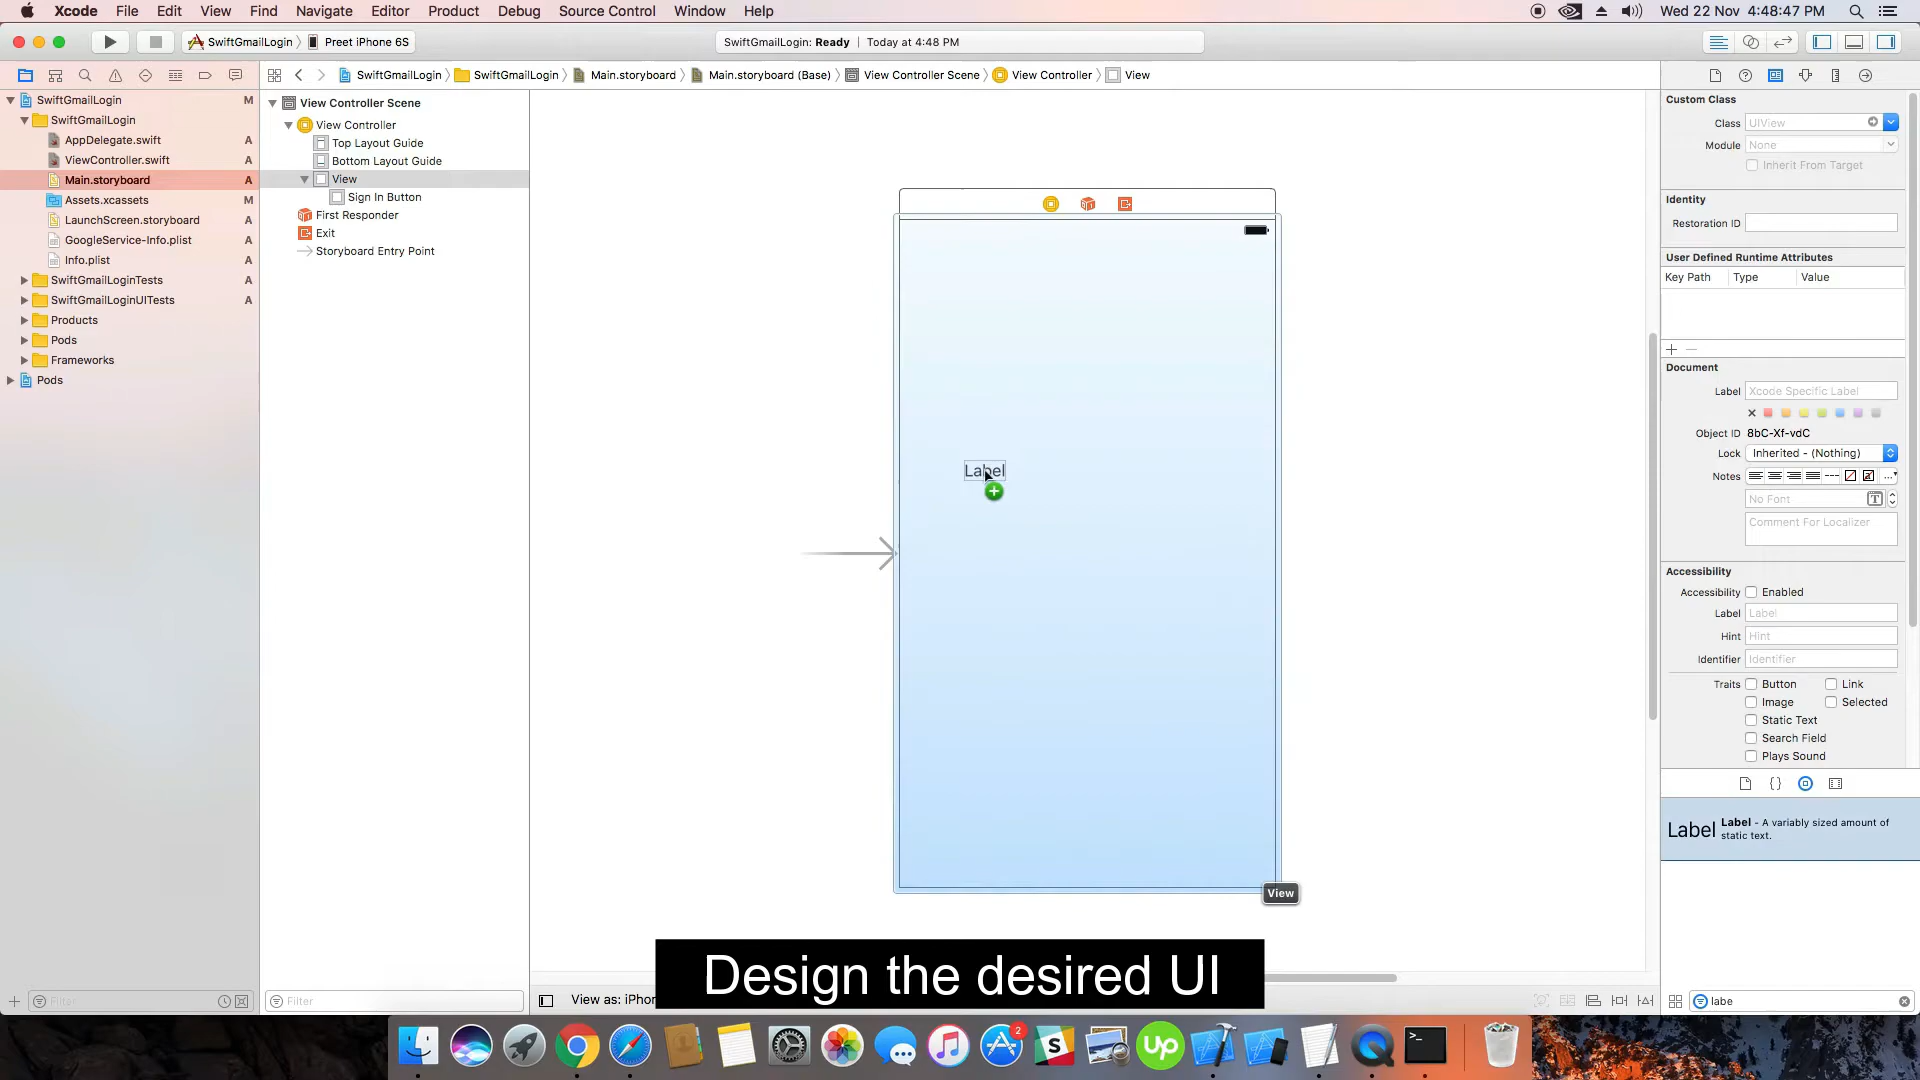 Xcode File Edit View Find Navigate Editor Product Debug Source Control Window Help
Wed 22 Nov 4:48:47 PM
SwiftGmailLogin Preet iPhone 6S
SwiftGmailLogin: Ready Today at 4:48 PM
SwiftGmailLogin SwiftGmailLogin Main.storyboard Main.storyboard (Base) View Controller Scene View Controller View
SwiftGmailLogin M
SwiftGmailLogin
AppDelegate.swift A
ViewController.swift A
Main.storyboard A
Assets.xcassets M
LaunchScreen.storyboard A
GoogleService-Info.plist A
Info.plist A
SwiftGmailLoginTests A
SwiftGmailLoginUITests A
Products
Pods
Frameworks
Pods
Filter
View Controller Scene
View Controller
Top Layout Guide
Bottom Layout Guide
View
Sign In Button
First Responder
Exit
Storyboard Entry Point
Filter
Label
View
View as: iPho
Design the desired UI
Custom Class
Class UIView
Module None
Inherit From Target
Identity
Restoration ID
User Defined Runtime Attributes
Key Path Type Value
Document
Label Xcode Specific Label
Object ID 8bC-Xf-vdC
Lock Inherited - (Nothing)
Notes
No Font
Comment For Localizer
Accessibility
Accessibility Enabled
Label Label
Hint Hint
Identifier Identifier
Traits Button Link
Image Selected
Static Text
Search Field
Plays Sound
Label Label - A variably sized amount of
static text.
labe
2
S
Up